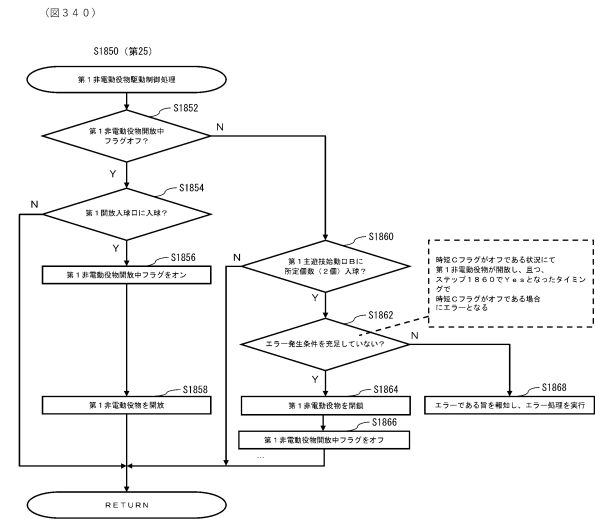 （図３４０）
S1850（第25）
第１非電動役物駆動制御処理
S1852
第１非電動役物開放中
フラグオフ？
N
Y
S1854
N
第１開放入球口に入球？
Y
S1856
第１非電動役物開放中フラグをオン
S1858
第１非電動役物を開放
S1860
第１主遊技始動口Ｂに
所定個数（２個）入球？
N
Y
時短Ｃフラグがオフである状況にて
第１非電動役物が開放し、且つ、
ステップ１８６０でＹｅｓとなったタイミン
グで
時短Ｃフラグがオフである場合
にエラーとなる
S1862
エラー発生条件を充足していない？
N
Y
S1864
第１非電動役物を閉鎖
S1866
第１非電動役物開放中フラグをオフ
…
S1868
エラーである旨を報知し、エラー処理を実行
ＲＥＴＵＲＮ